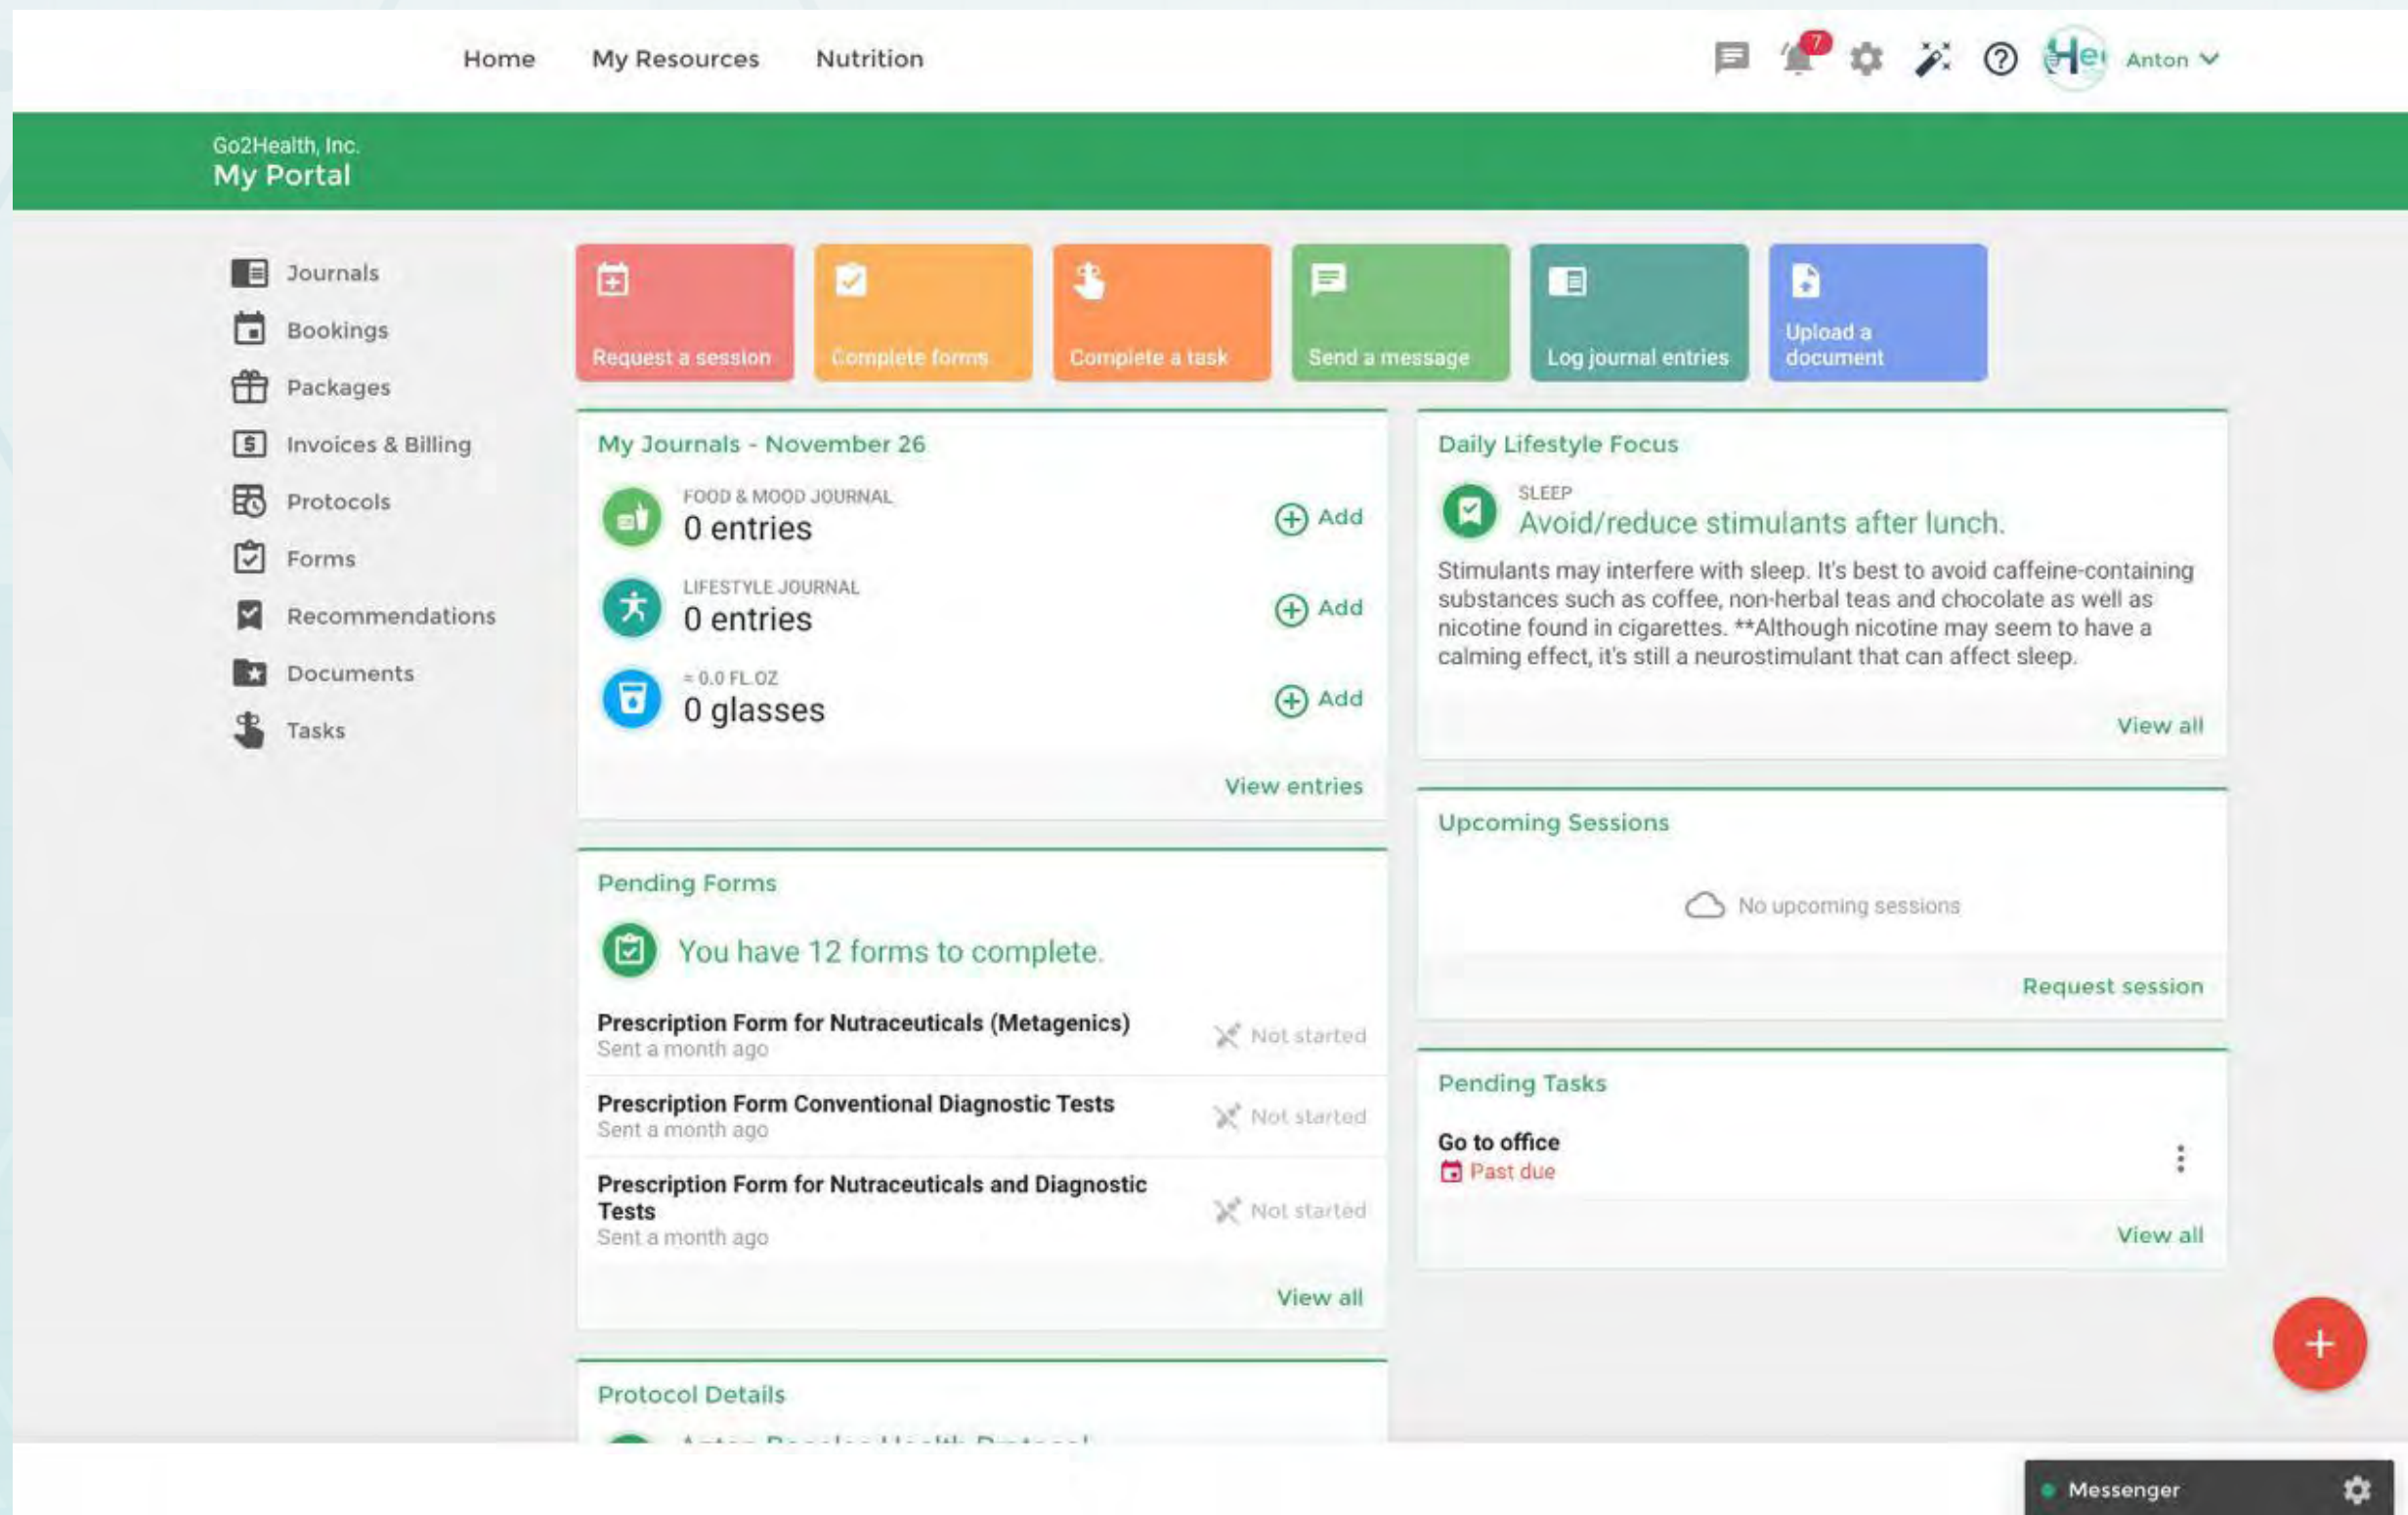 Home My Resources Nutrition
7
Anton
Go2Health, Inc.
My Portal
Journals
Bookings
Packages
Invoices & Billing
Protocols
Forms
Recommendations
Documents
Tasks
Request a session
Complete forms
Complete a task
Send a message
Log journal entries
Upload a
document
My Journals - November 26
FOOD & MOOD JOURNAL
0 entries
Add
LIFESTYLE JOURNAL
0 entries
Add
= 0.0 FL.OZ
0 glasses
Add
View entries
Pending Forms
You have 12 forms to complete.
Prescription Form for Nutraceuticals (Metagenics)
Sent a month ago
Not started
Prescription Form Conventional Diagnostic Tests
Sent a month ago
Not started
Prescription Form for Nutraceuticals and Diagnostic
Tests
Sent a month ago
Not started
View all
Protocol Details
Daily Lifestyle Focus
SLEEP
Avoid/reduce stimulants after lunch.
Stimulants may interfere with sleep. It's best to avoid caffeine-containing
substances such as coffee, non-herbal teas and chocolate as well as
nicotine found in cigarettes. **Although nicotine may seem to have a
calming effect, it's still a neurostimulant that can affect sleep.
View all
Upcoming Sessions
No upcoming sessions
Request session
Pending Tasks
Go to office
Past due
View all
Messenger